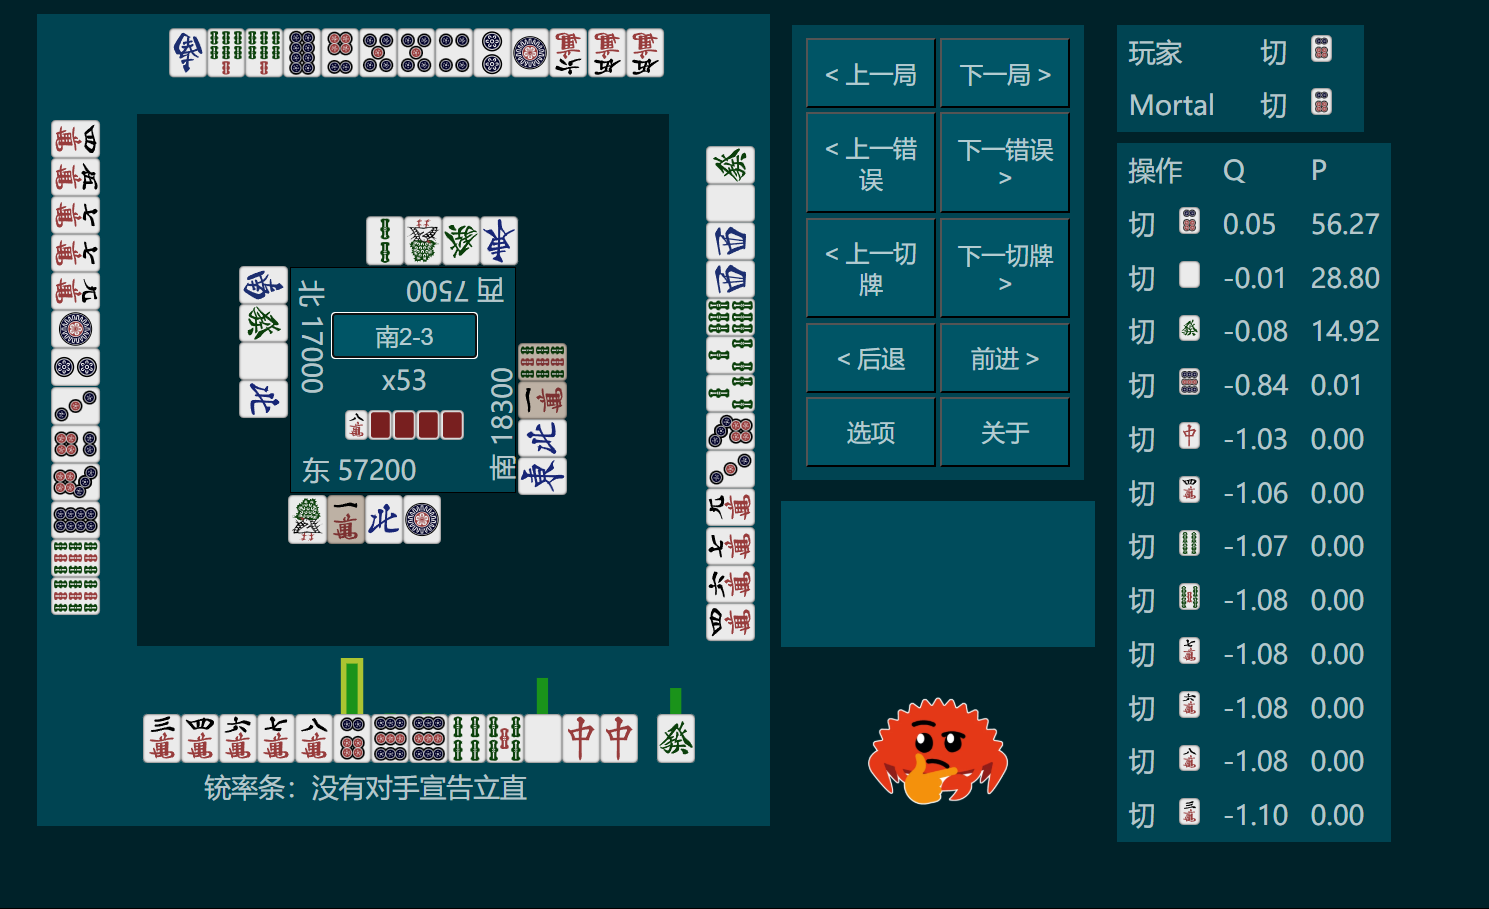 北 17000
西 7500
南2-3
x53
南 18300
东 57200
铳率条：没有对手宣告立直
< 上一局
下一局 >
< 上一错误
下一错误 >
< 上一切牌
下一切牌 >
< 后退
前进 >
选项
关于
玩家 切
Mortal 切
操作 Q P
切 0.05 56.27
切 -0.01 28.80
切 -0.08 14.92
切 -0.84 0.01
切 -1.03 0.00
切 -1.06 0.00
切 -1.07 0.00
切 -1.08 0.00
切 -1.08 0.00
切 -1.08 0.00
切 -1.08 0.00
切 -1.10 0.00